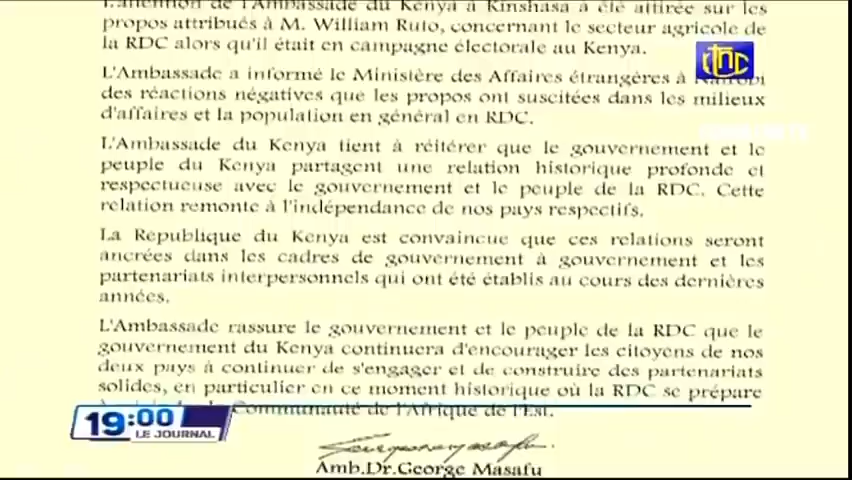 L'attention de l'Ambassade du Kenya à Kinshasa a été attirée sur les
propos attribués à M. William Ruto, concernant le secteur agricole de
la RDC alors qu'il était en campagne électorale au Kenya.
L'Ambassade a informé le Ministère des Affaires étrangères à Nairobi
des réactions négatives que les propos ont suscitées dans les milieux
d'affaires et la population en général en RDC.
L'Ambassade du Kenya tient à réitérer que le gouvernement et le
peuple du Kenya partagent une relation historique profonde et
respectueuse avec le gouvernement et le peuple de la RDC. Cette
relation remonte à l'indépendance de nos pays respectifs.
La République du Kenya est convaincue que ces relations seront
ancrées dans les cadres de gouvernement à gouvernement et les
partenariats interpersonnels qui ont été établis au cours des dernières
années.
L'Ambassade rassure le gouvernement et le peuple de la RDC que le
gouvernement du Kenya continuera d'encourager les citoyens de nos
deux pays à continuer de s'engager et de construire des partenariats
solides, en particulier en ce moment historique où la RDC se prépare
Communauté de l'Afrique de l'Est.
Amb.Dr.George Masafu
19:00
LE JOURNAL